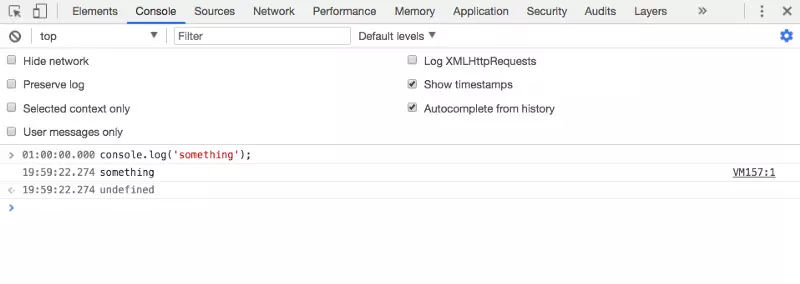 Elements Console Sources Network Performance Memory Application Security Audits Layers »
top ▼ Filter Default levels ▼
Hide network Log XMLHttpRequests
Preserve log Show timestamps
Selected context only Autocomplete from history
User messages only
> 01:00:00.000 console.log('something');
19:59:22.274 something VM157:1
19:59:22.274 undefined
>